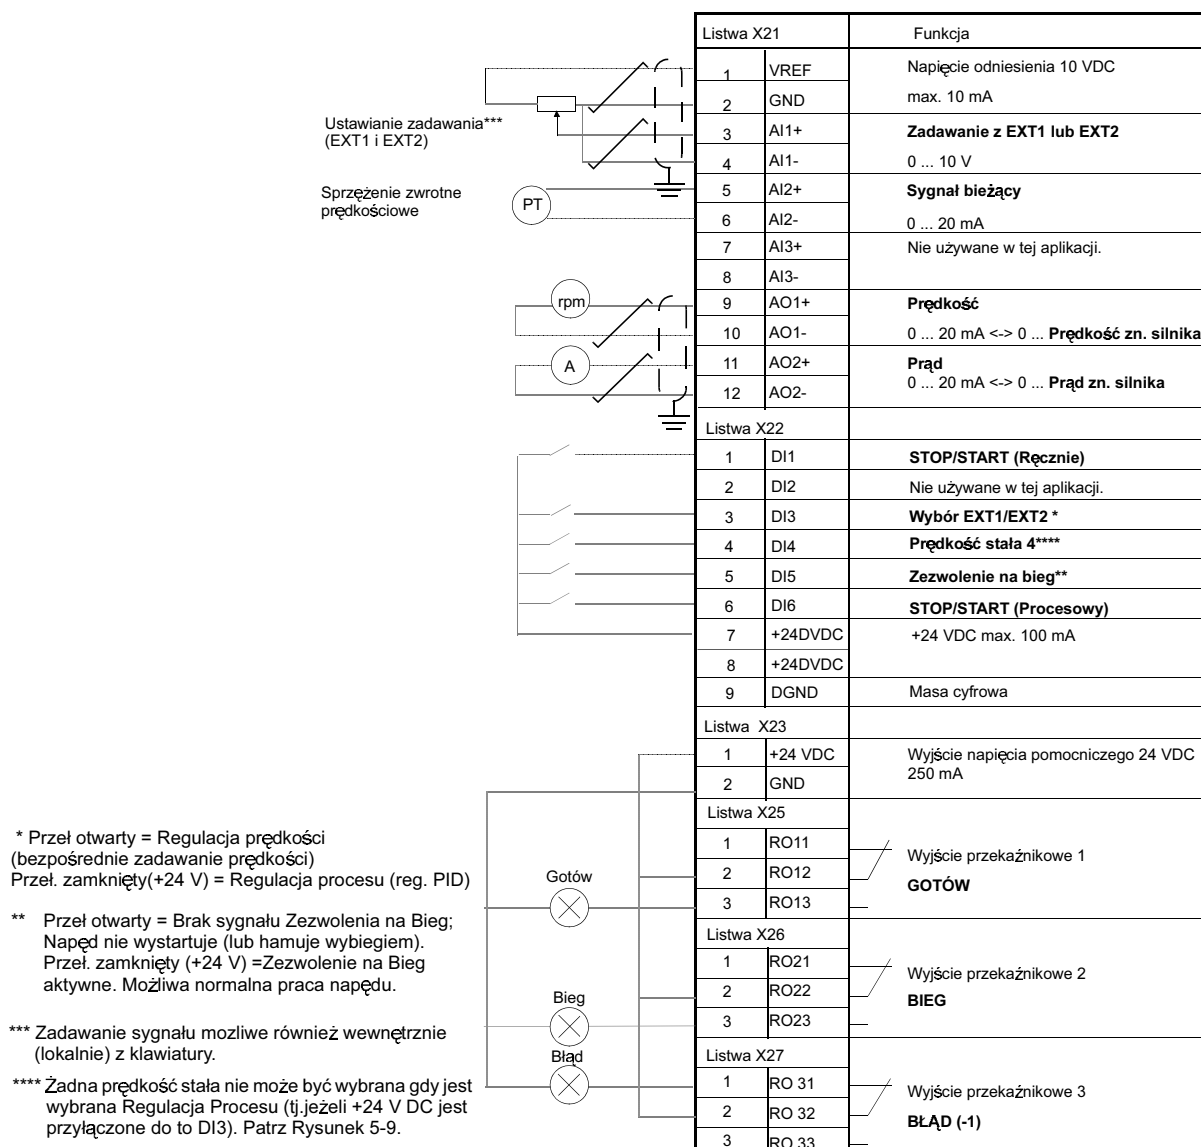 Listwa X21 Funkcja
1 VREF Napięcie odniesienia 10 VDC
2 GND max. 10 mA
Ustawianie zadawania***
(EXT1 i EXT2)
3 AI1+ Zadawanie z EXT1 lub EXT2
4 AI1- 0 ... 10 V
Sprzężenie zwrotne
prędkościowe
PT
5 AI2+ Sygnał bieżący
6 AI2- 0 ... 20 mA
7 AI3+ Nie używane w tej aplikacji.
8 AI3-
rpm
9 AO1+ Prędkość
10 AO1- 0 ... 20 mA <-> 0 ... Prędkość zn. silnika
A
11 AO2+ Prąd
0 ... 20 mA <-> 0 ... Prąd zn. silnika
12 AO2-
Listwa X22
1 DI1 STOP/START (Ręcznie)
2 DI2 Nie używane w tej aplikacji.
3 DI3 Wybór EXT1/EXT2 *
4 DI4 Prędkość stała 4****
5 DI5 Zezwolenie na bieg**
6 DI6 STOP/START (Procesowy)
7 +24DVDC +24 VDC max. 100 mA
8 +24DVDC
9 DGND Masa cyfrowa
Listwa X23
1 +24 VDC Wyjście napięcia pomocniczego 24 VDC
250 mA
2 GND
Listwa X25
1 RO11 Wyjście przekaźnikowe 1
2 RO12 GOTÓW
3 RO13
Gotów
Listwa X26
1 RO21 Wyjście przekaźnikowe 2
2 RO22 BIEG
3 RO23
Bieg
Błąd
Listwa X27
1 RO 31 Wyjście przekaźnikowe 3
2 RO 32 BŁĄD (-1)
3 RO 33
* Przeł otwarty = Regulacja prędkości
(bezpośrednie zadawanie prędkości)
Przeł. zamknięty(+24 V) = Regulacja procesu (reg. PID)
** Przeł otwarty = Brak sygnału Zezwolenia na Bieg;
Napęd nie wystartuje (lub hamuje wybiegiem).
Przeł. zamknięty (+24 V) =Zezwolenie na Bieg
aktywne. Możliwa normalna praca napędu.
*** Zadawanie sygnału mozliwe również wewnętrznie
(lokalnie) z klawiatury.
**** Żadna prędkość stała nie może być wybrana gdy jest
wybrana Regulacja Procesu (tj.jeżeli +24 V DC jest
przyłączone do to DI3). Patrz Rysunek 5-9.